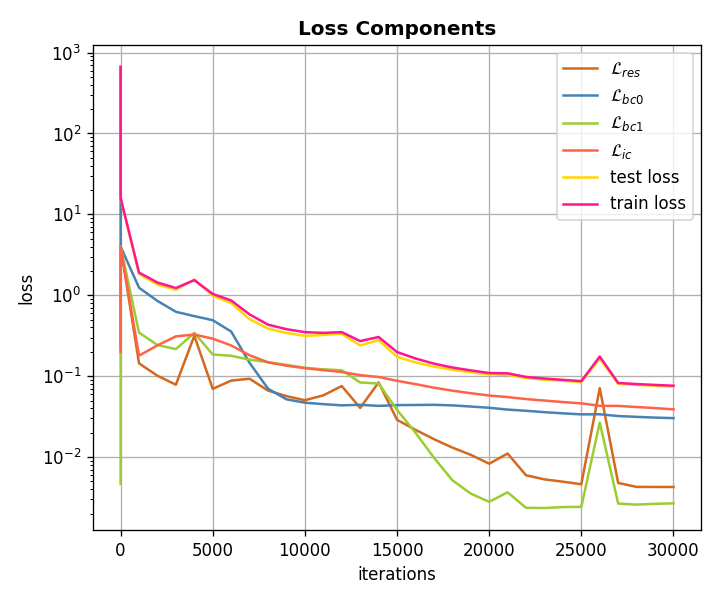 Loss Components
10³
10²
10¹
10⁰
10⁻¹
10⁻²
loss
0
5000
10000
15000
20000
25000
30000
iterations
ℒ_res
ℒ_bc0
ℒ_bc1
ℒ_ic
test loss
train loss